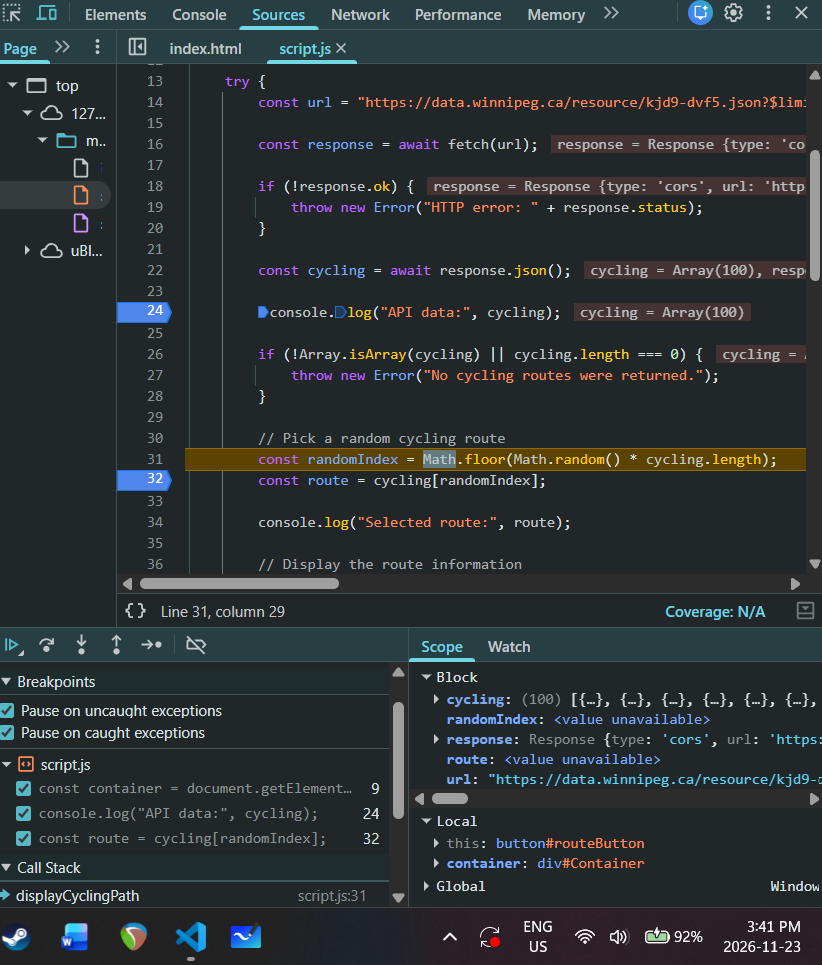 Elements Console Sources Network Performance Memory
Page index.html script.js
top
127...
m..
uBl...
13 try {
14 const url = "https://data.winnipeg.ca/resource/kjd9-dvf5.json?$limi
15
16 const response = await fetch(url); response = Response {type: 'co
17
18 if (!response.ok) { response = Response {type: 'cors', url: 'http
19 throw new Error("HTTP error: " + response.status);
20 }
21
22 const cycling = await response.json(); cycling = Array(100), resp
23
24 console.log("API data:", cycling); cycling = Array(100)
25
26 if (!Array.isArray(cycling) || cycling.length === 0) { cycling =
27 throw new Error("No cycling routes were returned.");
28 }
29
30 // Pick a random cycling route
31 const randomIndex = Math.floor(Math.random() * cycling.length);
32 const route = cycling[randomIndex];
33
34 console.log("Selected route:", route);
35
36 // Display the route information
{} Line 31, column 29 Coverage: N/A
Breakpoints
Pause on uncaught exceptions
Pause on caught exceptions
script.js
const container = document.getElement... 9
console.log("API data:", cycling); 24
const route = cycling[randomIndex]; 32
Call Stack
displayCyclingPath script.js:31
Scope Watch
Block
cycling: (100) [{…}, {…}, {…}, {…}, {…}, {…},
randomIndex: <value unavailable>
response: Response {type: 'cors', url: 'https:
route: <value unavailable>
url: "https://data.winnipeg.ca/resource/kjd9-d
Local
this: button#routeButton
container: div#Container
Global Window
ENG
US
92%
3:41 PM
2026-11-23